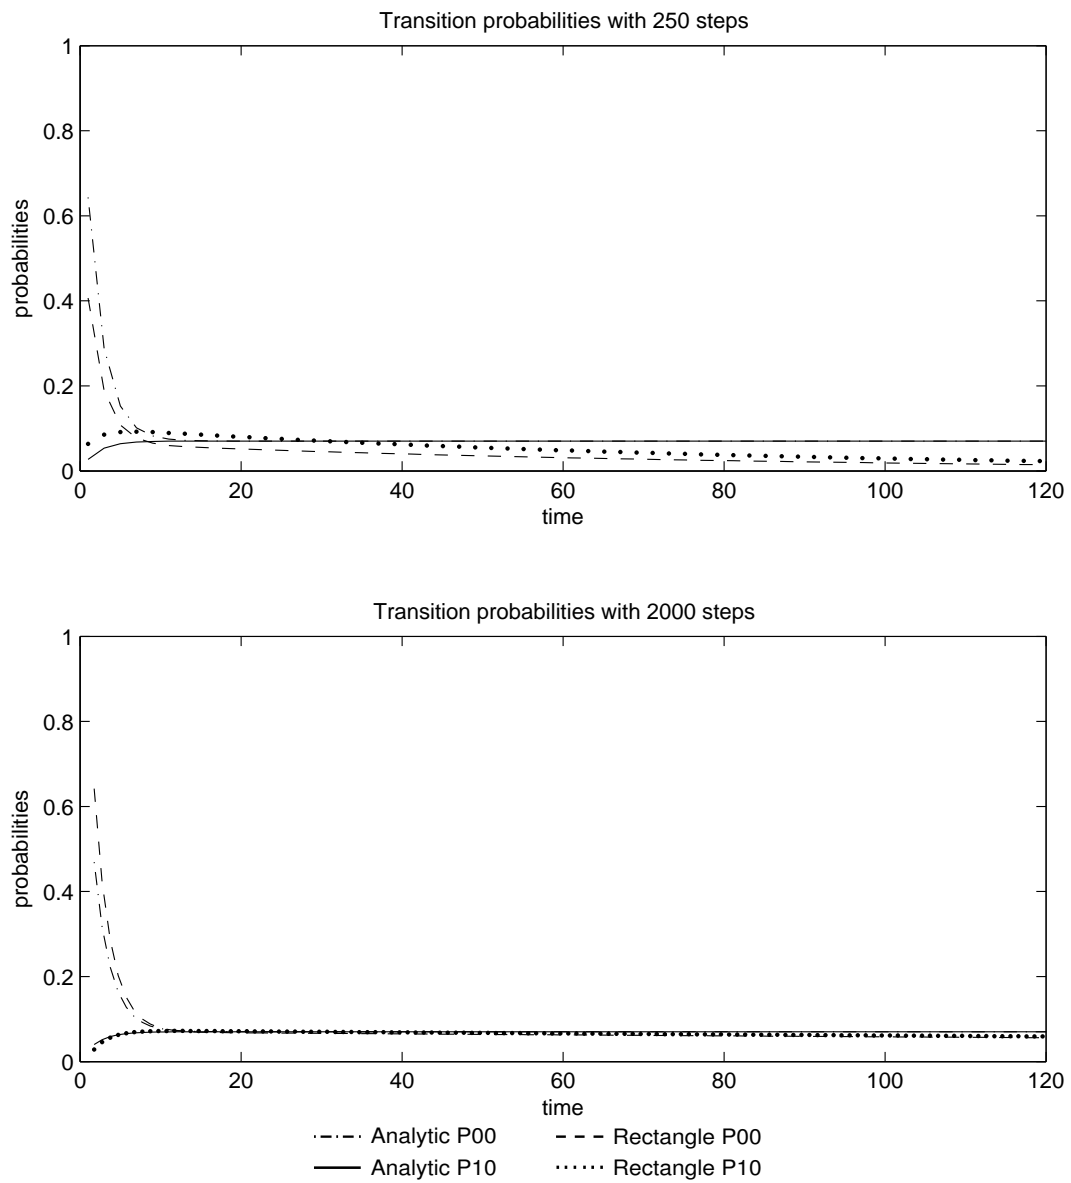 Transition probabilities with 250 steps
1
0.8
0.6
0.4
0.2
0
probabilities
0 20 40 60 80 100 120
time
Transition probabilities with 2000 steps
1
0.8
0.6
0.4
0.2
0
probabilities
0 20 40 60 80 100 120
time
Analytic P00 Rectangle P00
Analytic P10 Rectangle P10